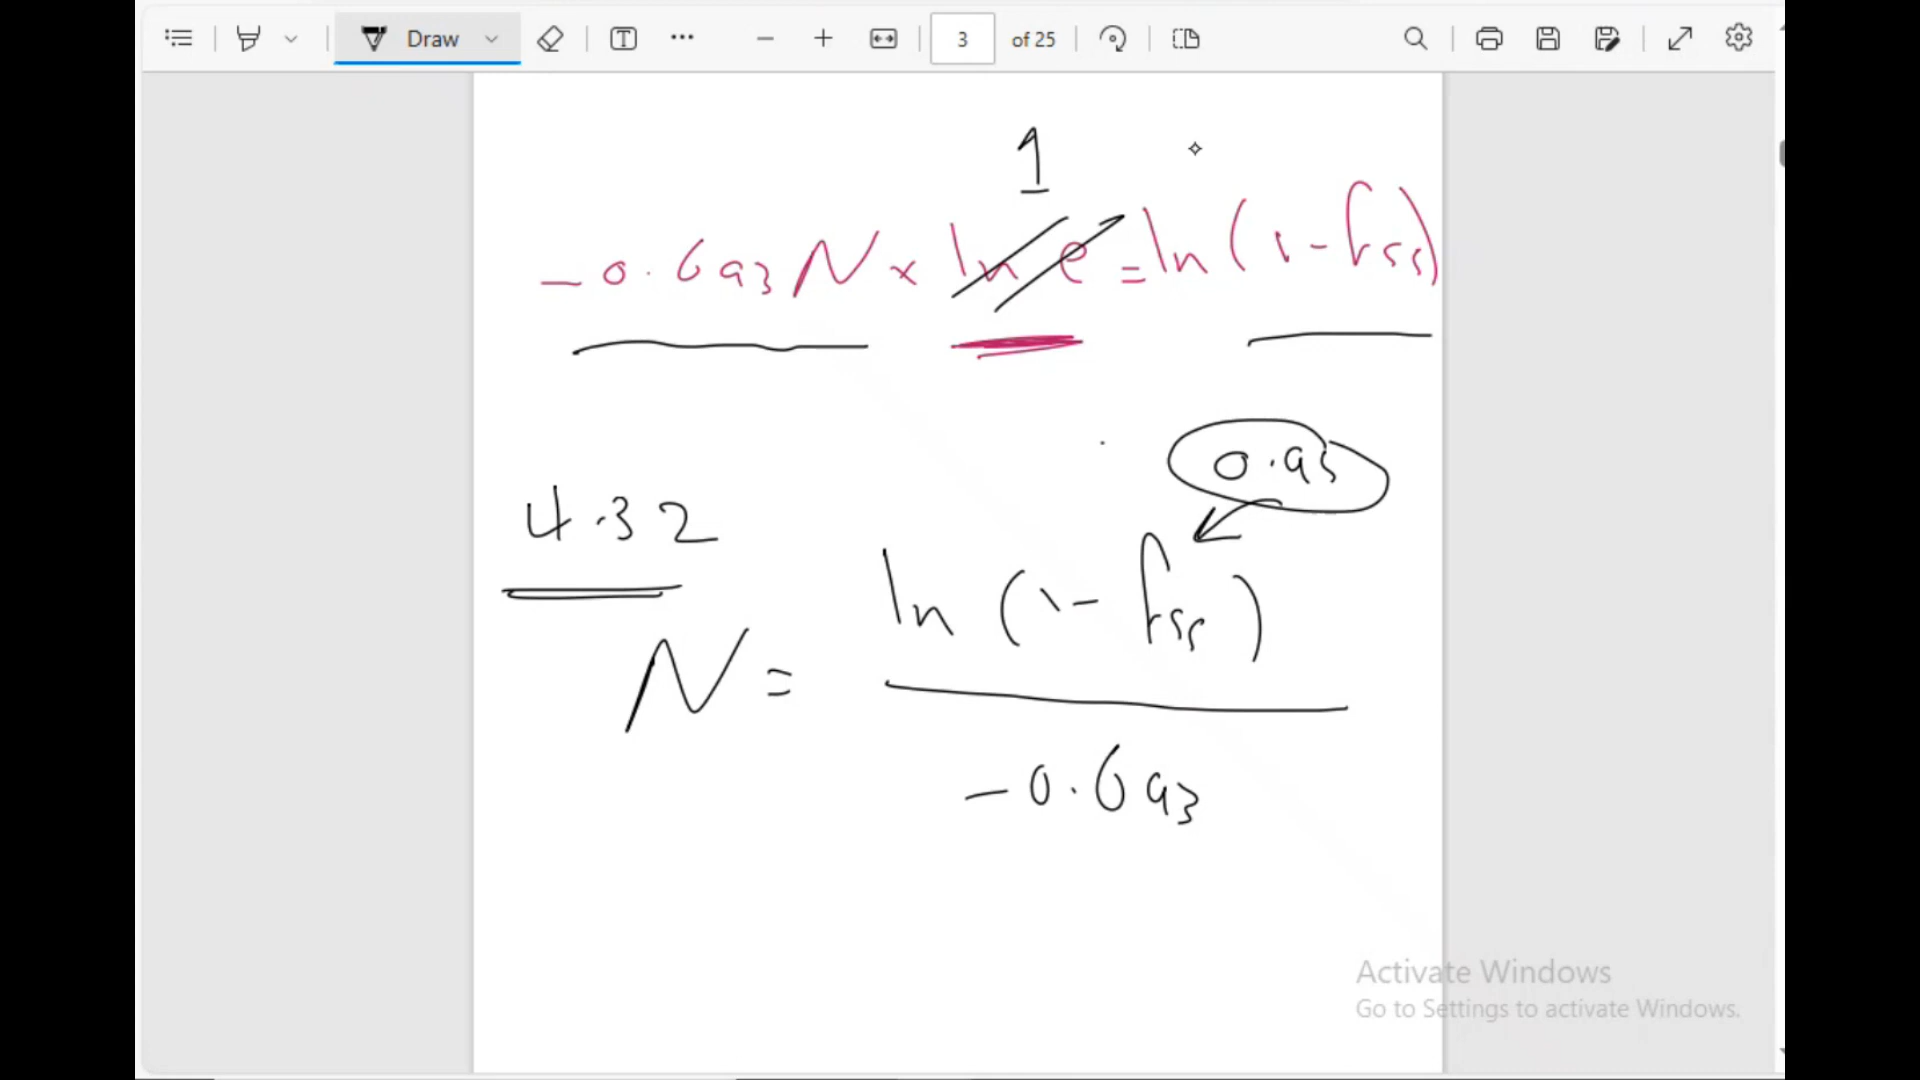 Draw 3 of 25
1
-0.693N × ln e = ln(1-fss)
0.93
4.32
ln (1- fss)
N =
-0.693
Activate Windows
Go to Settings to activate Windows.